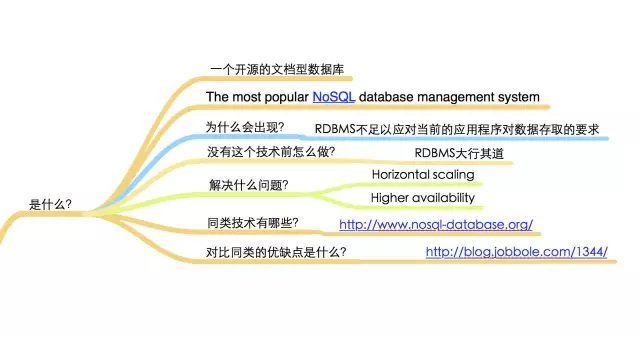 一个开源的文档型数据库
The most popular NoSQL database management system
为什么会出现? RDBMS不足以应对当前的应用程序对数据存取的要求
没有这个技术前怎么做? RDBMS大行其道
是什么?
解决什么问题?
Horizontal scaling
Higher availability
同类技术有哪些? http://www.nosql-database.org/
对比同类的优缺点是什么? http://blog.jobbole.com/1344/